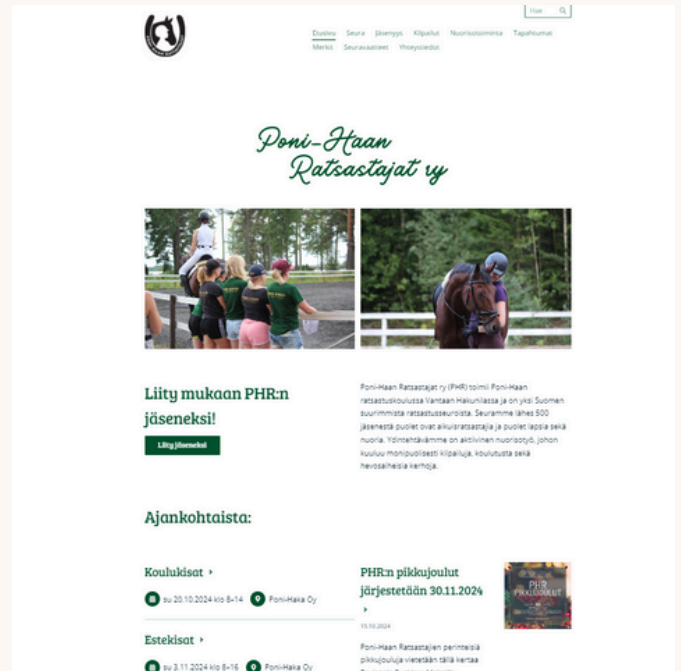 Hae
Etusivu Seura Jäsenyys Kilpailut Nuorisotoiminta Tapahtumat
Merkit Seuravaatteet Yhteystiedot
Poni-Haan
Ratsastajat ry
Liity mukaan PHR:n
jäseneksi!
Liity jäseneksi
Poni-Haan Ratsastajat ry (PHR) toimii Poni-Haan
ratsastuskoulussa Vantaan Hakunilassa ja on yksi Suomen
suurimmista ratsastusseuroista. Seuramme lähes 500
jäsenestä puolet ovat aikuisratsastajia ja puolet lapsia sekä
nuoria. Ydintehtävämme on aktiivinen nuorisotyö, johon
kuuluu monipuolisesti kilpailuja, koulutusta sekä
hevosaiheisia kerhoja.
Ajankohtaista:
Koulukisat
su 20.10.2024 klo 8–14 Poni-Haka Oy
Estekisat
su 3.11.2024 klo 8–16 Poni-Haka Oy
PHR:n pikkujoulut
järjestetään 30.11.2024
15.10.2024
Poni-Haan Ratsastajien perinteisiä
pikkujouluja vietetään tällä kertaa
PHR
PIKKUJOULUT